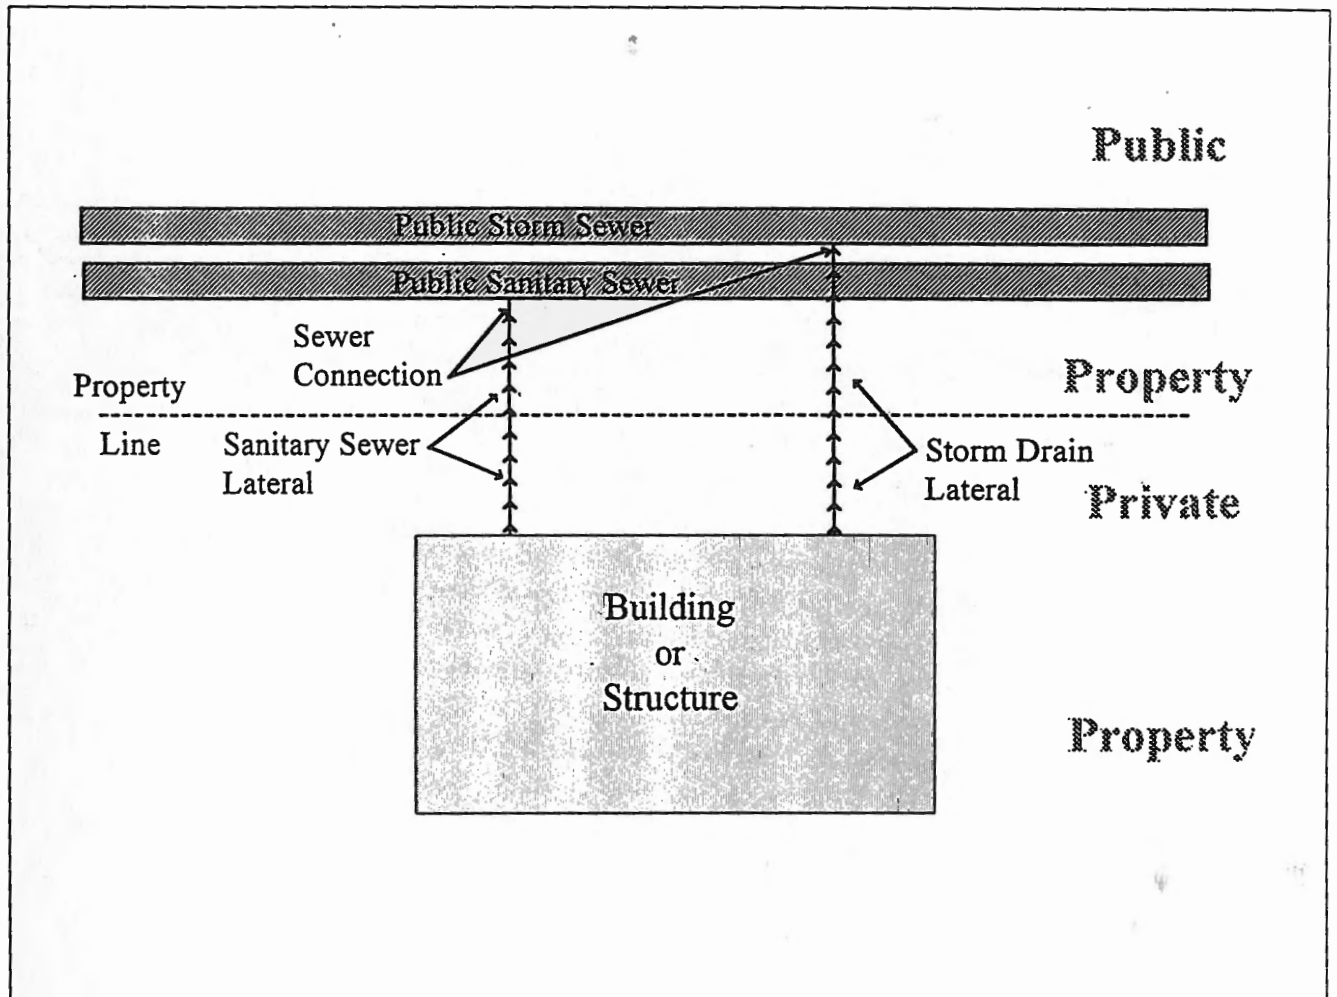 Public
Public Storm Sewer
Public Sanitary Sewer
Sewer
Connection
Property
Property
Line
Sanitary Sewer
Lateral
Storm Drain
Lateral
Private
Building
or
Structure
Property